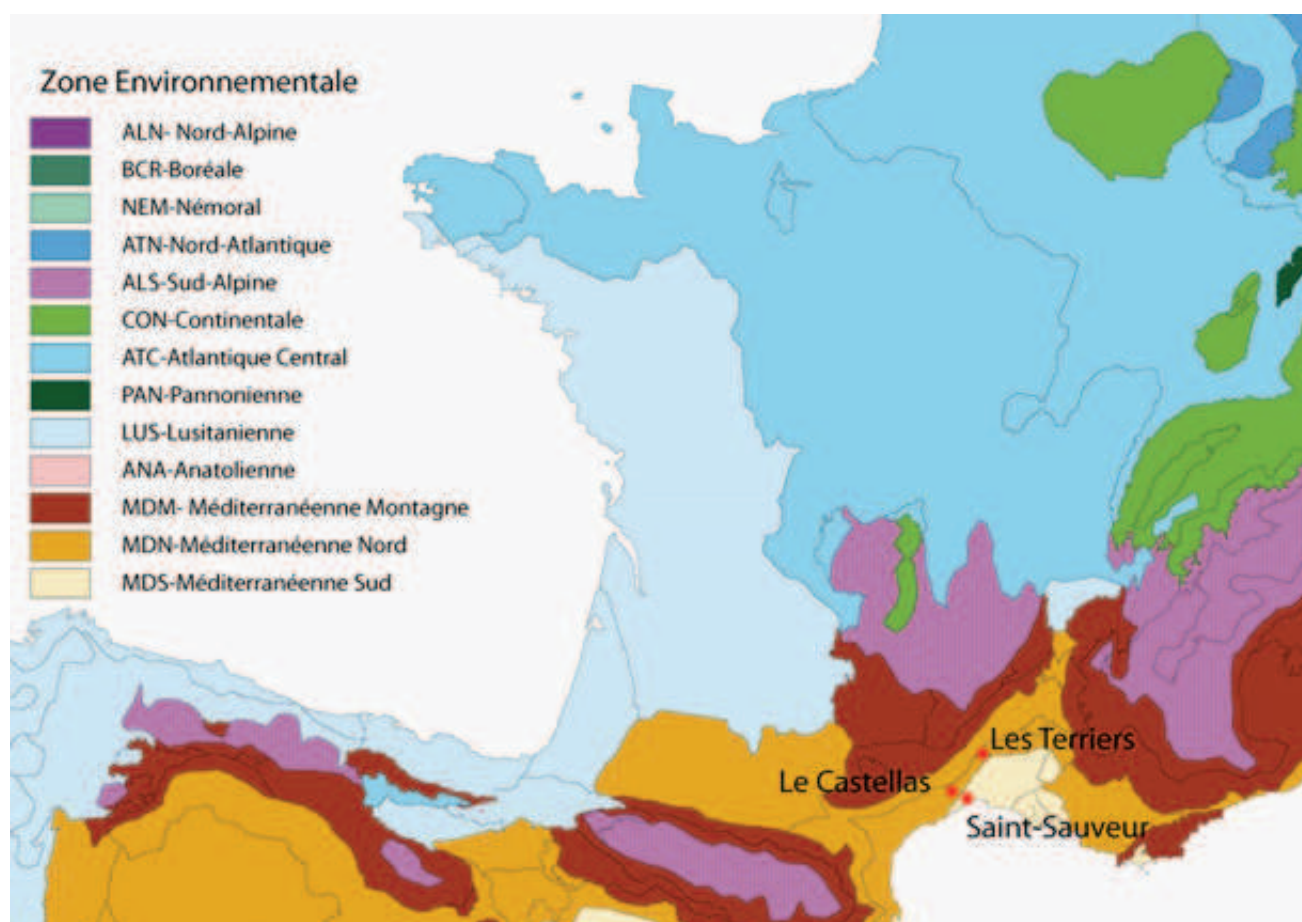 Zone Environnementale
ALN- Nord-Alpine
BCR-Boréale
NEM-Némoral
ATN-Nord-Atlantique
ALS-Sud-Alpine
CON-Continentale
ATC-Atlantique Central
PAN-Pannonienne
LUS-Lusitanienne
ANA-Anatolienne
MDM- Méditerranéenne Montagne
MDN-Méditerranéenne Nord
MDS-Méditerranéenne Sud
Les Terriers
Le Castellas
Saint-Sauveur